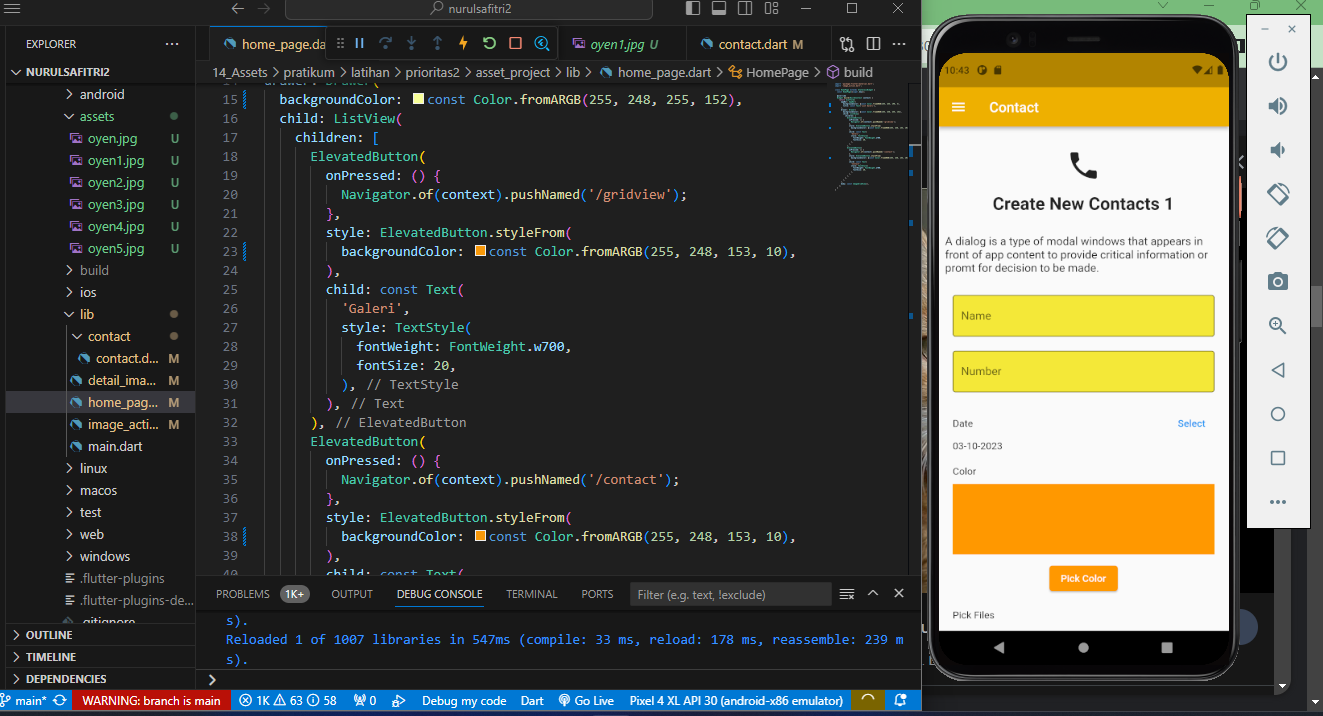 nurulsafitri2
EXPLORER
home_page.da
oyen1.jpg U
contact.dart M
NURULSAFITRI2
14_Assets > pratikum > latihan > prioritas2 > asset_project > lib > home_page.dart > HomePage > build
android
assets
oyen.jpg U
oyen1.jpg U
oyen2.jpg U
oyen3.jpg U
oyen4.jpg U
oyen5.jpg U
build
ios
lib
contact
contact.d... M
detail_ima... M
home_pag... M
image_acti... M
main.dart
linux
macos
test
web
windows
.flutter-plugins
.flutter-plugins-de...
.gitignore
OUTLINE
TIMELINE
DEPENDENCIES
15 backgroundColor: const Color.fromARGB(255, 248, 255, 152),
16 child: ListView(
17 children: [
18 ElevatedButton(
19 onPressed: () {
20 Navigator.of(context).pushNamed('/gridview');
21 },
22 style: ElevatedButton.styleFrom(
23 backgroundColor: const Color.fromARGB(255, 248, 153, 10),
24 ),
25 child: const Text(
26 'Galeri',
27 style: TextStyle(
28 fontWeight: FontWeight.w700,
29 fontSize: 20,
30 ), // TextStyle
31 ), // Text
32 ), // ElevatedButton
33 ElevatedButton(
34 onPressed: () {
35 Navigator.of(context).pushNamed('/contact');
36 },
37 style: ElevatedButton.styleFrom(
38 backgroundColor: const Color.fromARGB(255, 248, 153, 10),
39 ),
40 child: const Text(
PROBLEMS 1K+ OUTPUT DEBUG CONSOLE TERMINAL PORTS Filter (e.g. text, !exclude)
s).
Reloaded 1 of 1007 libraries in 547ms (compile: 33 ms, reload: 178 ms, reassemble: 239 m
s).
main* WARNING: branch is main 1K 63 58 0 Debug my code Dart Go Live Pixel 4 XL API 30 (android-x86 emulator)
10:43
Contact
Create New Contacts 1
A dialog is a type of modal windows that appears in
front of app content to provide critical information or
promt for decision to be made.
Name
Number
Date Select
03-10-2023
Color
Pick Color
Pick Files